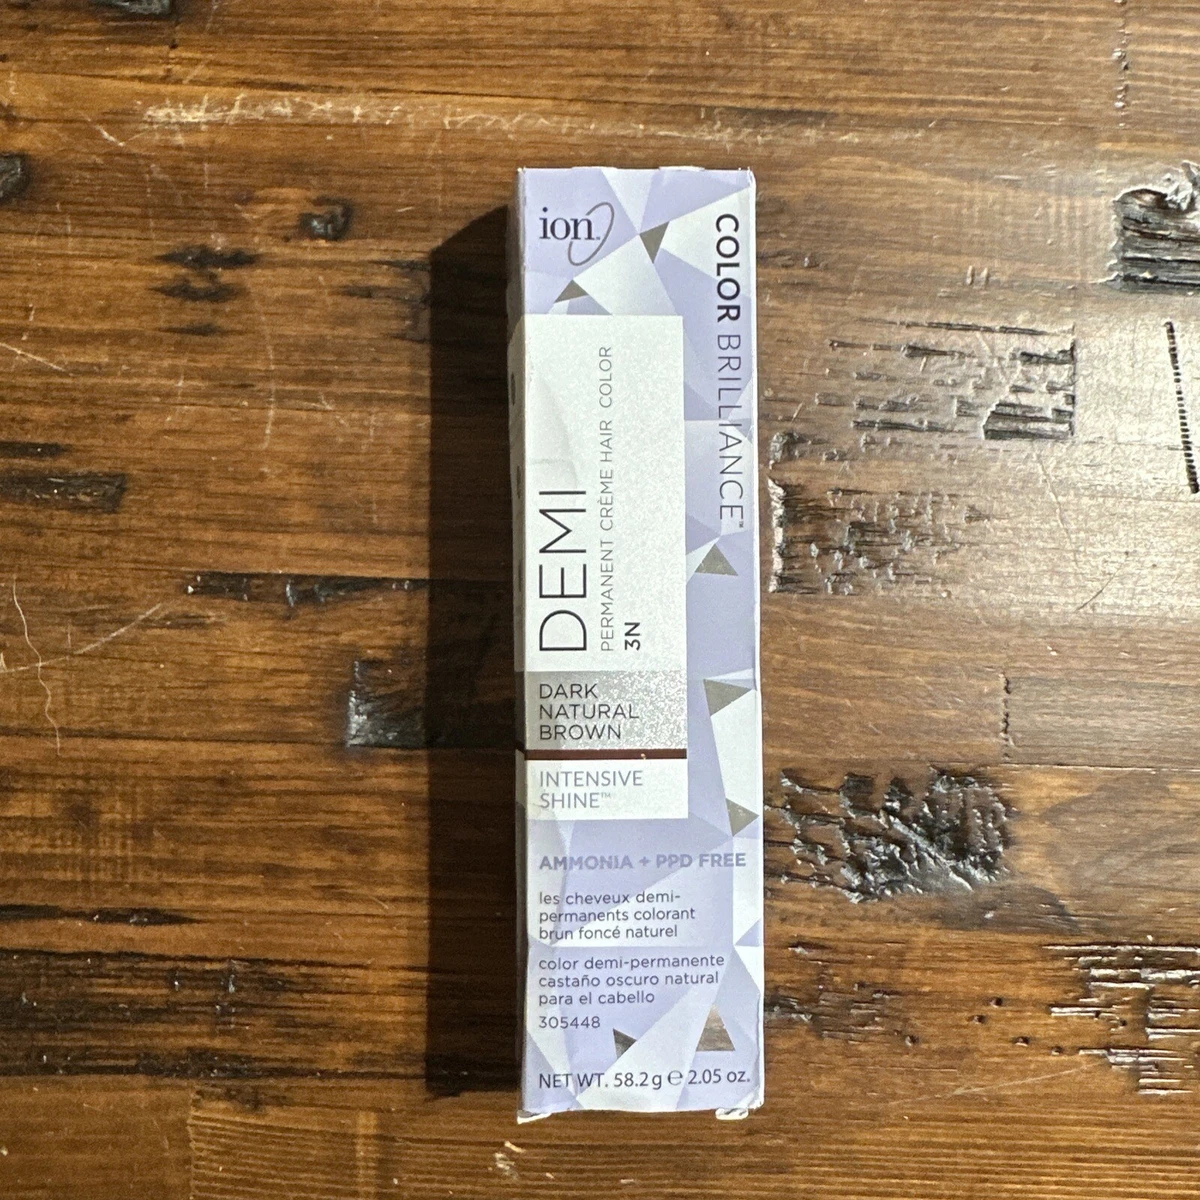 ion
COLOR BRILLIANCE™
DEMI
PERMANENT CRÈME HAIR COLOR
3N
DARK
NATURAL
BROWN
INTENSIVE
SHINE™
AMMONIA + PPD FREE
les cheveux demi-
permanents colorant
brun foncé naturel
color demi-permanente
castaño oscuro natural
para el cabello
305448
NET WT. 58.2g ℮ 2.05 oz.